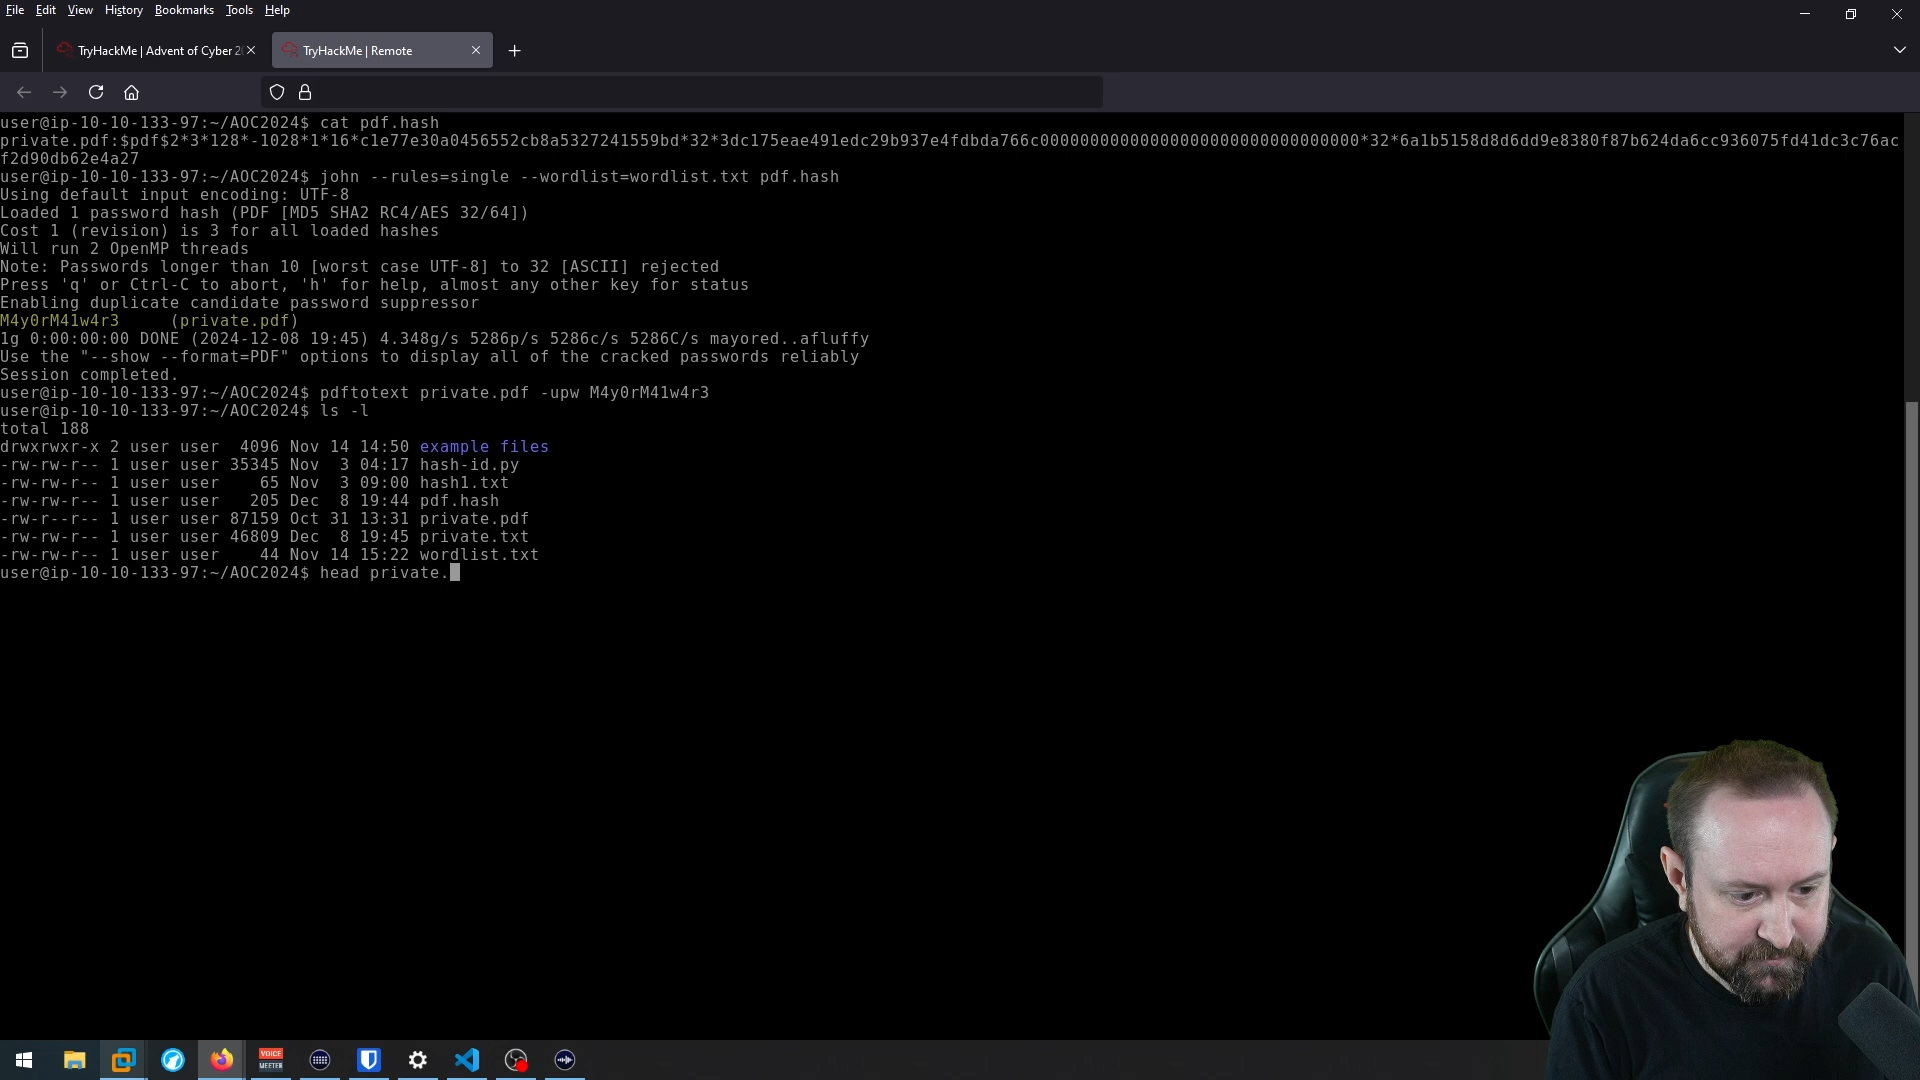 File Edit View History Bookmarks Tools Help
TryHackMe | Advent of Cyber 2
TryHackMe | Remote
user@ip-10-10-133-97:~/AOC2024$ cat pdf.hash
private.pdf:$pdf$2*3*128*-1028*1*16*c1e77e30a0456552cb8a5327241559bd*32*3dc175eae491edc29b937e4fdbda766c00000000000000000000000000000000*32*6a1b5158d8d6dd9e8380f87b624da6cc936075fd41dc3c76ac
f2d90db62e4a27
user@ip-10-10-133-97:~/AOC2024$ john --rules=single --wordlist=wordlist.txt pdf.hash
Using default input encoding: UTF-8
Loaded 1 password hash (PDF [MD5 SHA2 RC4/AES 32/64])
Cost 1 (revision) is 3 for all loaded hashes
Will run 2 OpenMP threads
Note: Passwords longer than 10 [worst case UTF-8] to 32 [ASCII] rejected
Press 'q' or Ctrl-C to abort, 'h' for help, almost any other key for status
Enabling duplicate candidate password suppressor
M4y0rM41w4r3     (private.pdf)
1g 0:00:00:00 DONE (2024-12-08 19:45) 4.348g/s 5286p/s 5286c/s 5286C/s mayored..afluffy
Use the "--show --format=PDF" options to display all of the cracked passwords reliably
Session completed.
user@ip-10-10-133-97:~/AOC2024$ pdftotext private.pdf -upw M4y0rM41w4r3
user@ip-10-10-133-97:~/AOC2024$ ls -l
total 188
drwxrwxr-x 2 user user  4096 Nov 14 14:50 example files
-rw-rw-r-- 1 user user 35345 Nov  3 04:17 hash-id.py
-rw-rw-r-- 1 user user    65 Nov  3 09:00 hash1.txt
-rw-rw-r-- 1 user user   205 Dec  8 19:44 pdf.hash
-rw-r--r-- 1 user user 87159 Oct 31 13:31 private.pdf
-rw-rw-r-- 1 user user 46809 Dec  8 19:45 private.txt
-rw-rw-r-- 1 user user    44 Nov 14 15:22 wordlist.txt
user@ip-10-10-133-97:~/AOC2024$ head private.
VOICE
MEETER